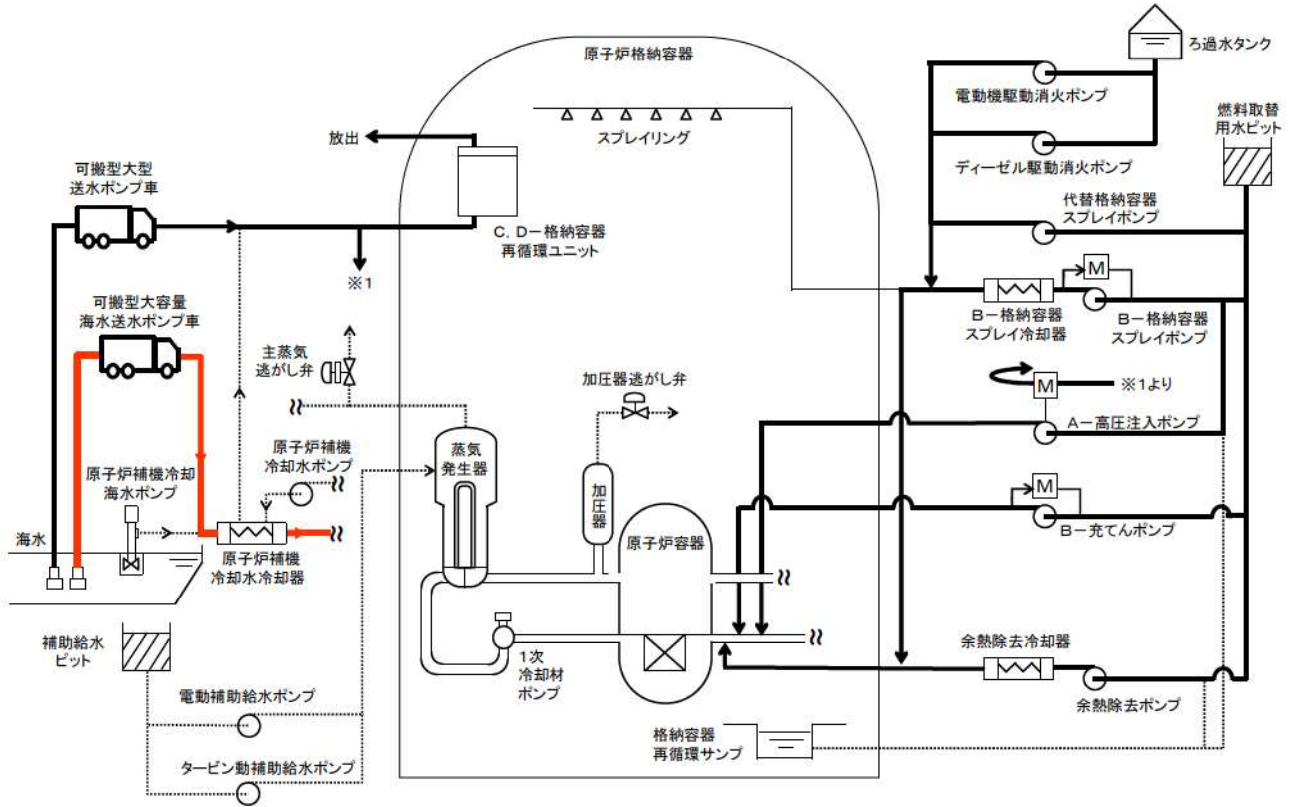 原子炉格納容器
スプレイリング
放出
C, D－格納容器
再循環ユニット
※1
可搬型大型
送水ポンプ車
可搬型大容量
海水送水ポンプ車
主蒸気
逃がし弁
原子炉補機
冷却水ポンプ
原子炉補機冷却
海水ポンプ
海水
原子炉補機
冷却水冷却器
補助給水
ピット
電動補助給水ポンプ
タービン動補助給水ポンプ
蒸気
発生器
加圧器逃がし弁
加圧器
原子炉容器
1次
冷却材
ポンプ
格納容器
再循環サンプ
ろ過水タンク
電動機駆動消火ポンプ
ディーゼル駆動消火ポンプ
燃料取替
用水ピット
代替格納容器
スプレイポンプ
M
B－格納容器
スプレイ冷却器
B－格納容器
スプレイポンプ
M
※1より
A－高圧注入ポンプ
M
B－充てんポンプ
余熱除去冷却器
余熱除去ポンプ